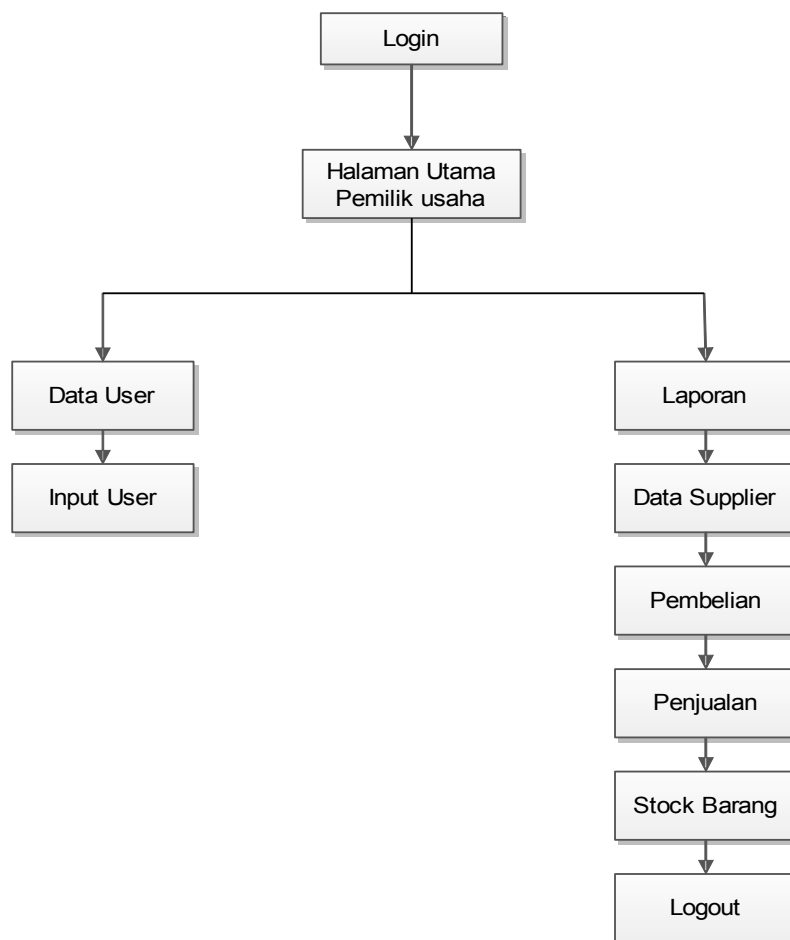 Login
Halaman Utama
Pemilik usaha
Data User
Input User
Laporan
Data Supplier
Pembelian
Penjualan
Stock Barang
Logout